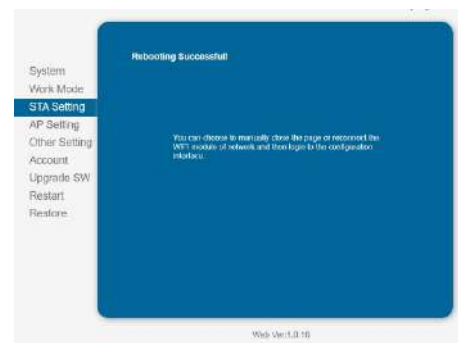 Rebooting Successful!
System
Work Mode
STA Setting
AP Setting
Other Setting
Account
Upgrade SW
Restart
Restore
You can choose to manually close the page or reconnect the
WIFI module of network and then login to the configuration
interface.
Web Ver:1.0.10